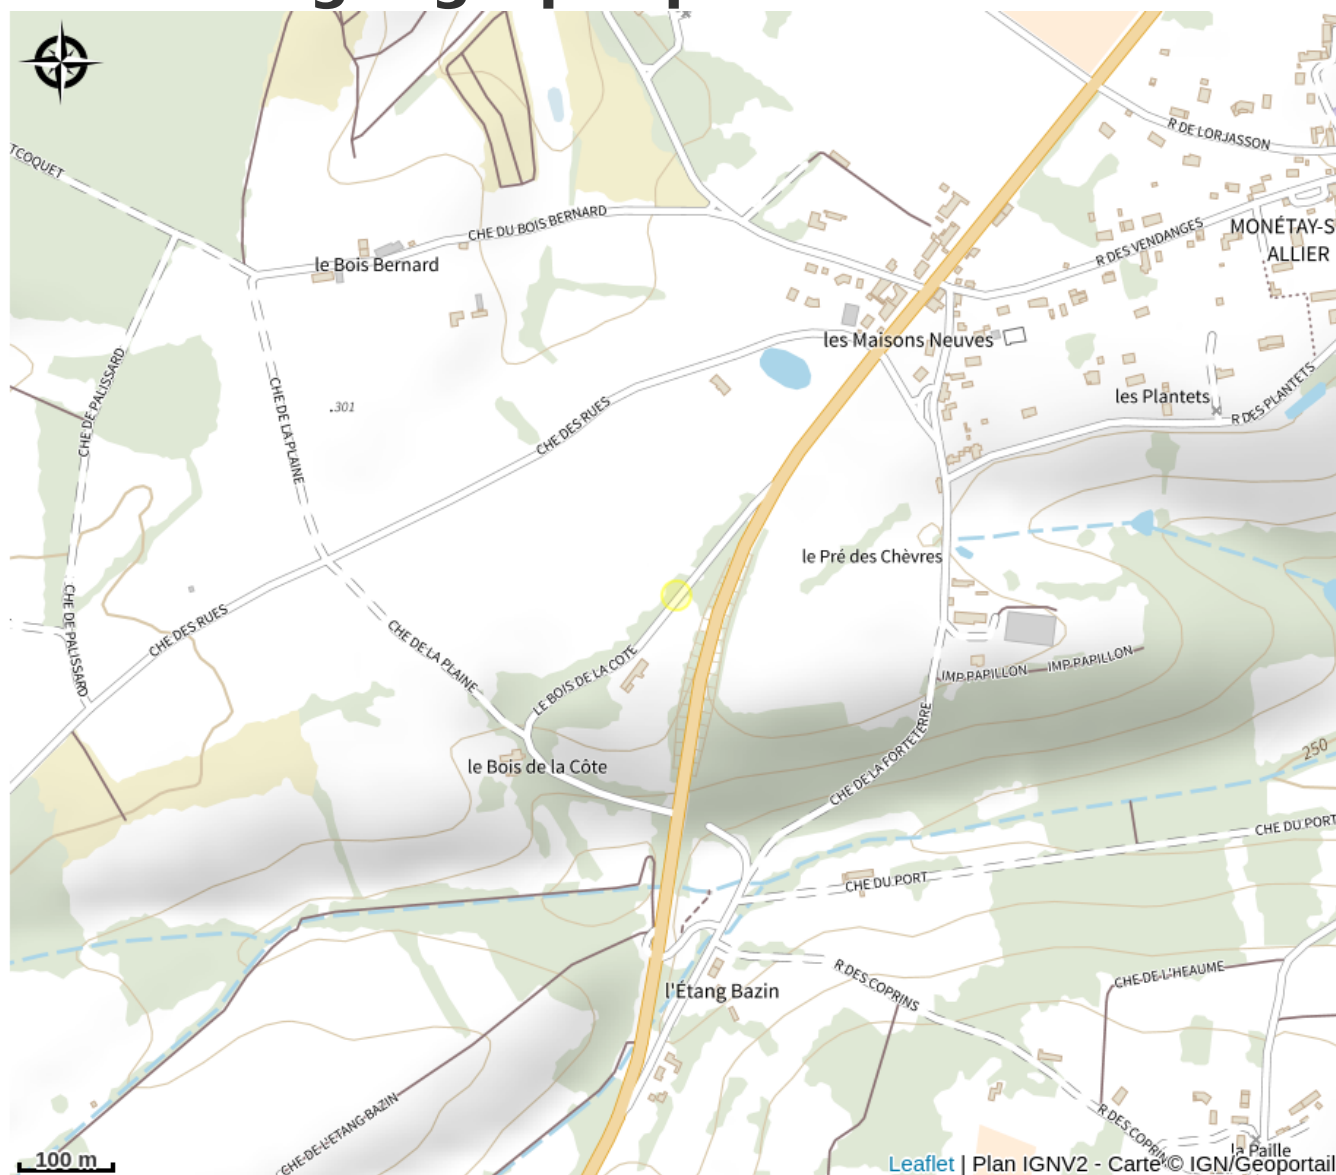 TCOQUET
R DE LORJASSON
CHE DU BOIS BERNARD
R DES VENDANGES
MONÉTAY-S
ALLIER
le Bois Bernard
les Maisons Neuves
CHE DE PALISSARD
CHE DE LA PLAINE
301
CHE DES RUES
les Plantets
R DES PLANTETS
le Pré des Chèvres
CHE DE PALISSARD
CHE DES RUES
CHE DE LA PLAINE
LE BOIS DE LA COTE
IMP PAPILLON
IMP PAPILLON
CHE DE LA FORTETERRE
250
le Bois de la Côte
CHE DU PORT
CHE DU PORT
R DES COPRINS
CHE DE L'HEAUME
l'Étang Bazin
CHE DE L'ETANG BAZIN
R DES COPRIN
la Paille
100 m
Leaflet | Plan IGNV2 - Carte © IGN/Geoportail